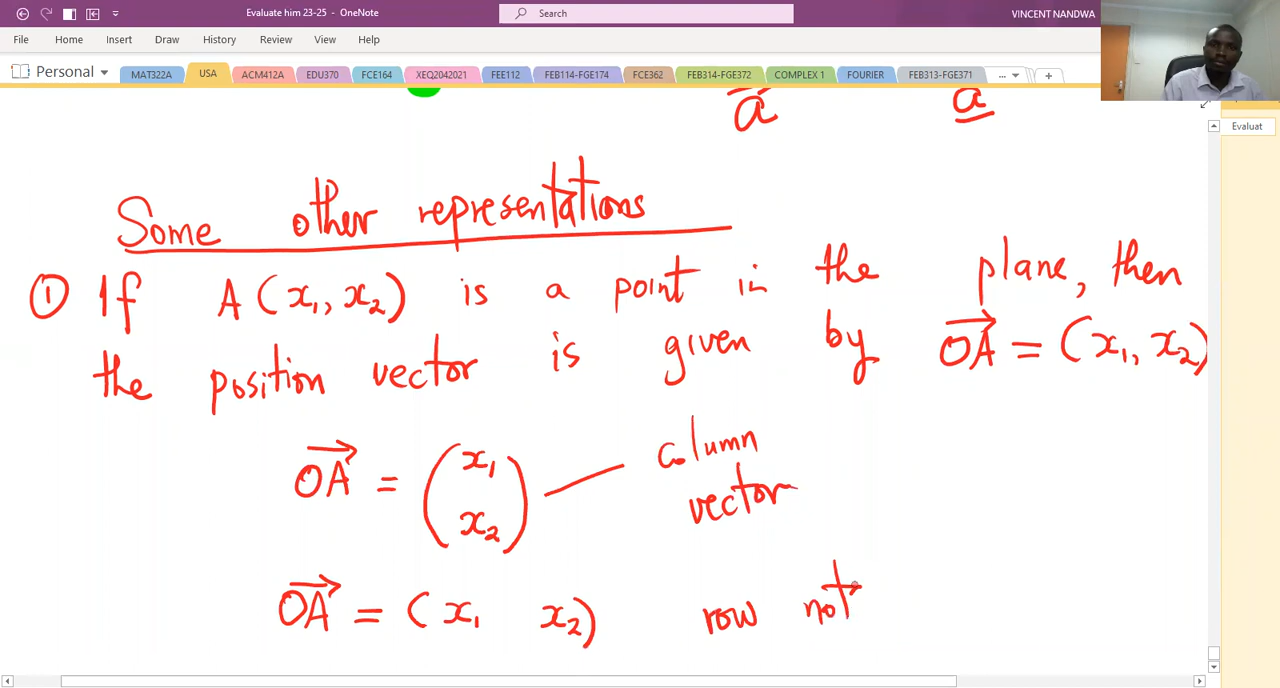 Evaluate him 23-25 - OneNote
Search
VINCENT NANDWA
File Home Insert Draw History Review View Help
Personal MAT322A USA ACM412A EDU370 FCE164 XEQ2042021 FEE112 FEB114-FGE174 FCE362 FEB314-FGE372 COMPLEX 1 FOURIER FEB313-FGE371 ... +
Evaluat
a a
Some other representations
① If A(x₁, x₂) is a point in the plane, then
the position vector is given by OA⃗ = (x₁, x₂)
OA⃗ = (x₁
x₂) column
vector
OA⃗ = (x₁ x₂) row not